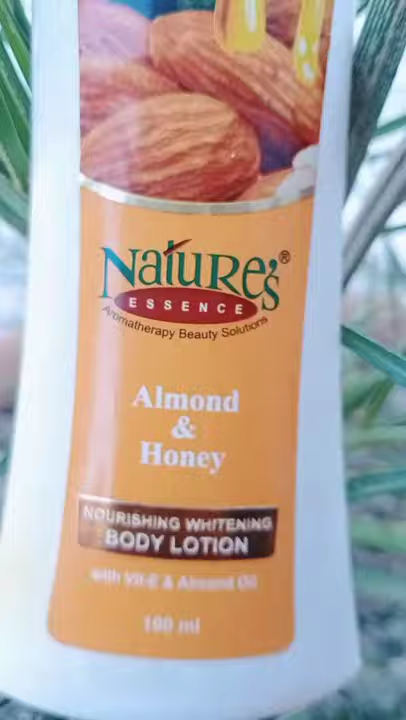 Nature's®
ESSENCE
Aromatherapy Beauty Solutions
Almond
&
Honey
NOURISHING WHITENING
BODY LOTION
with Vit-E & Almond Oil
100 ml